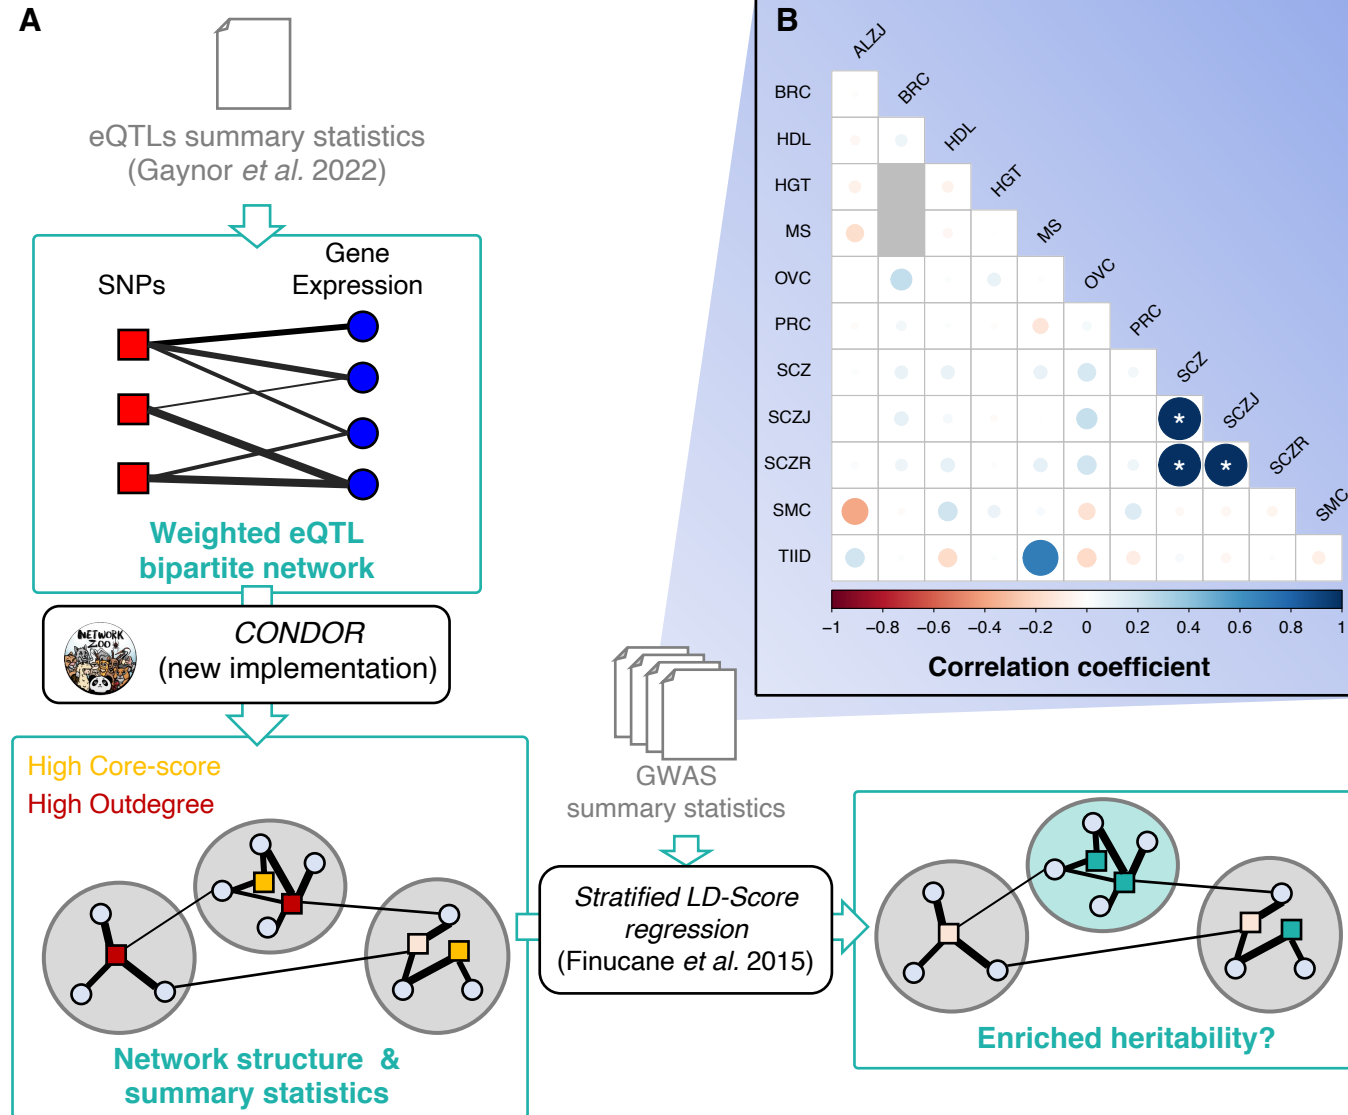 A
eQTLs summary statistics
(Gaynor et al. 2022)
SNPs
Gene
Expression
Weighted eQTL
bipartite network
NETWORK
ZOO
CONDOR
(new implementation)
High Core-score
High Outdegree
Network structure &
summary statistics
GWAS
summary statistics
Stratified LD-Score
regression
(Finucane et al. 2015)
Enriched heritability?
B
ALZJ
BRC
BRC
HDL
HDL
HGT
HGT
MS
MS
OVC
OVC
PRC
PRC
SCZ
SCZ
SCZJ
* SCZJ
SCZR
* * SCZR
SMC
SMC
TIID
−1 −0.8 −0.6 −0.4 −0.2 0 0.2 0.4 0.6 0.8 1
Correlation coefficient